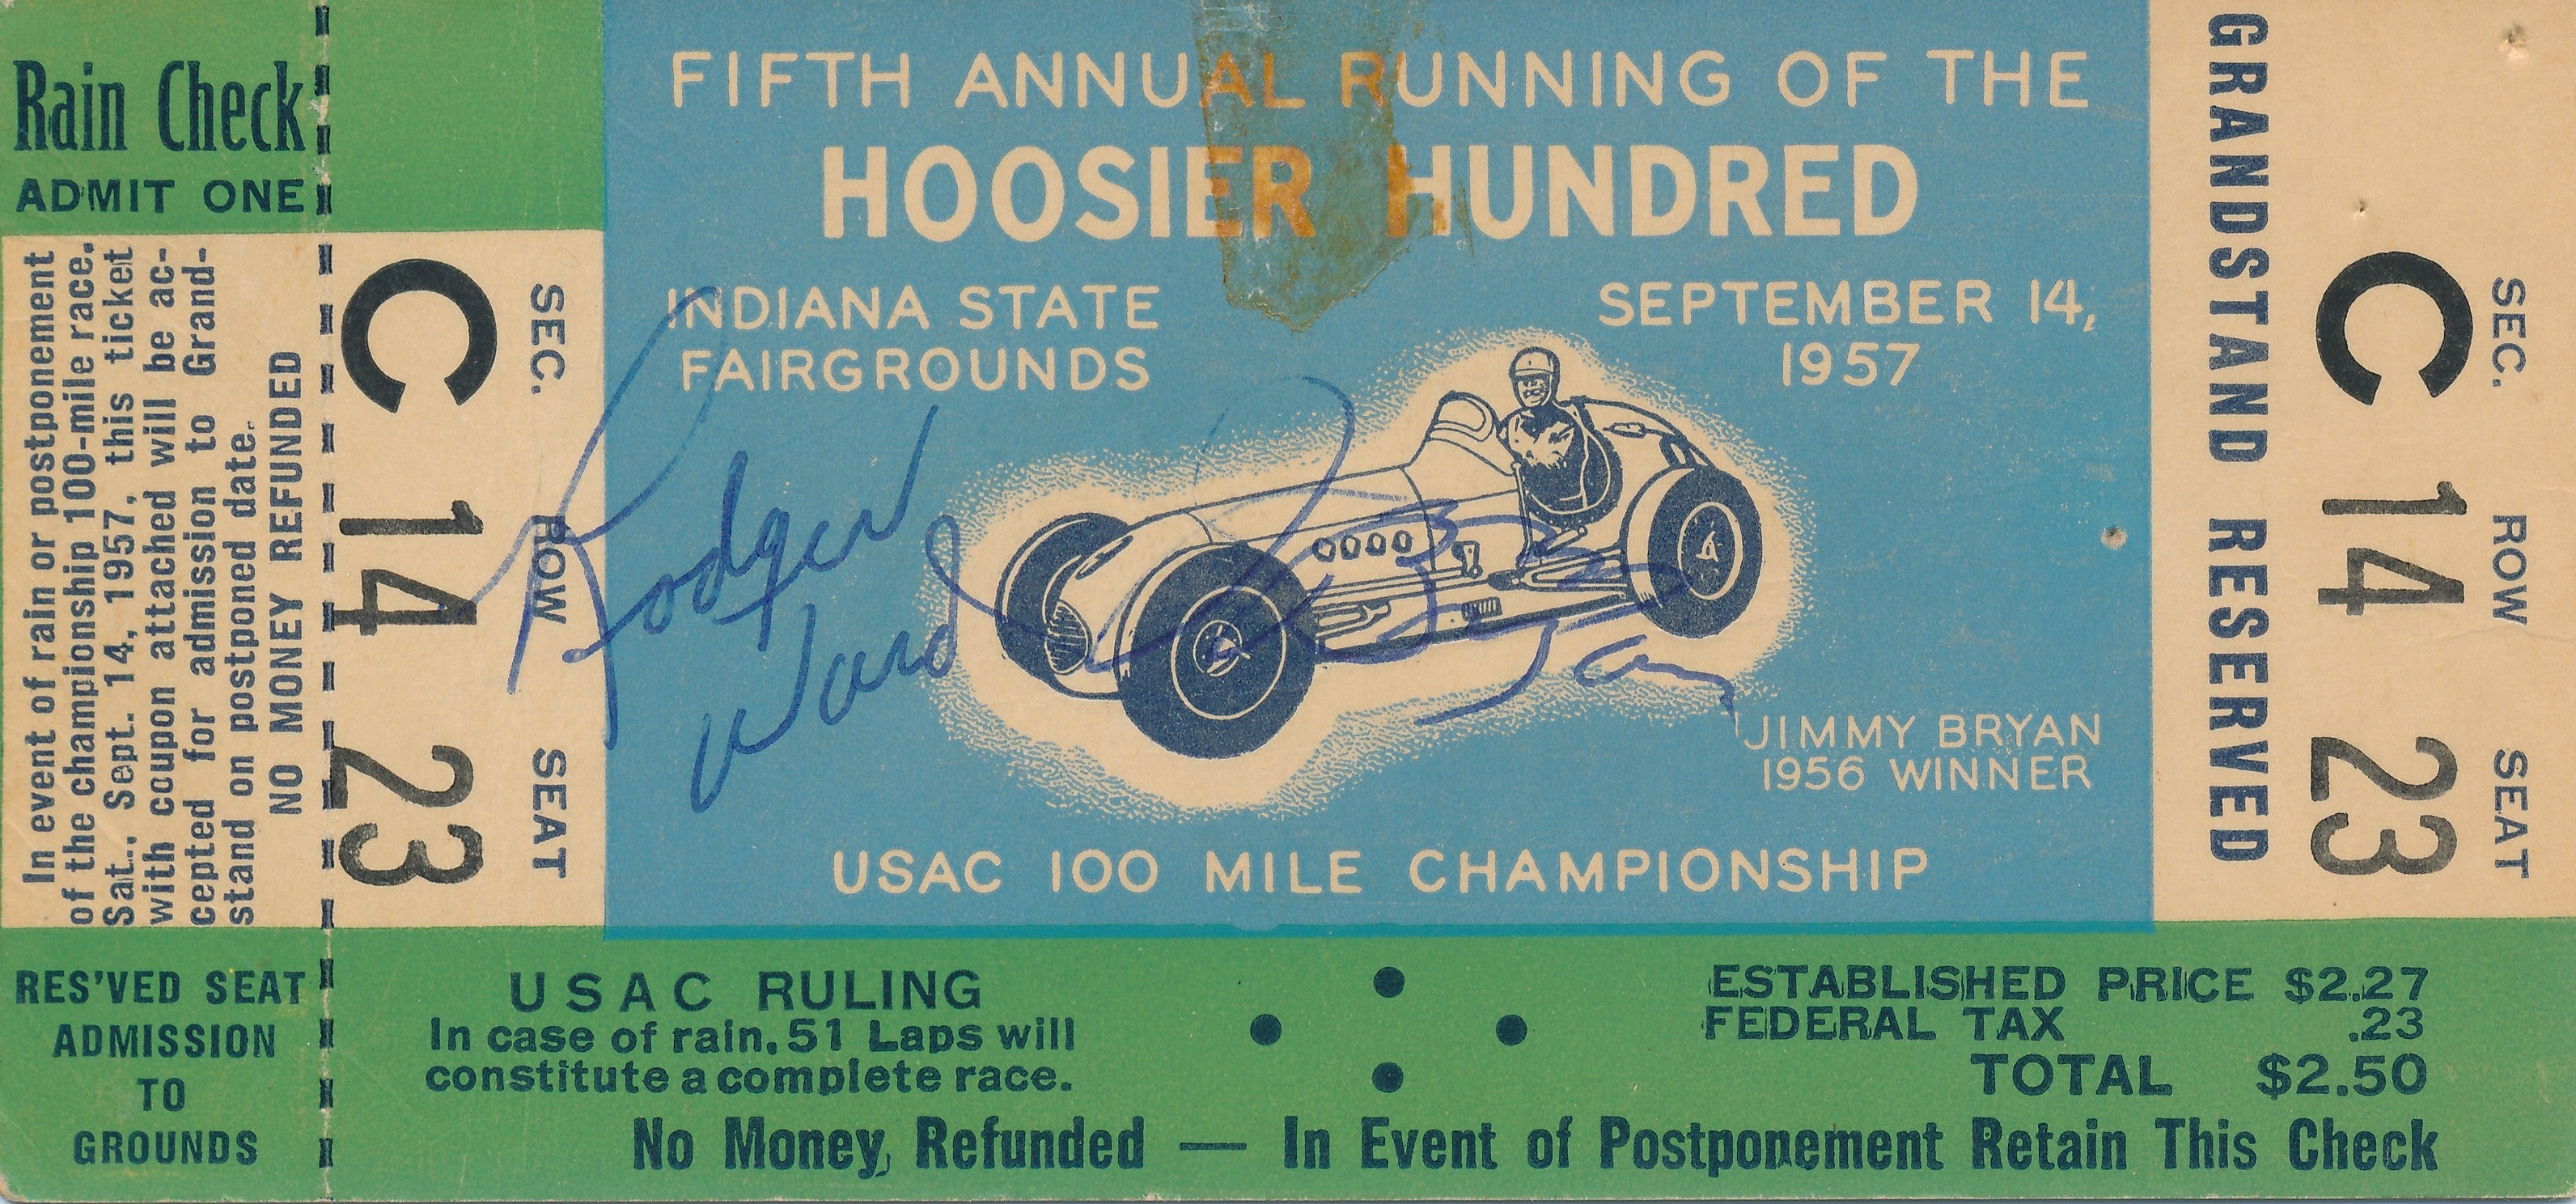 Rain Check
ADMIT ONE
In event of rain or postponement
of the championship 100-mile race,
Sat., Sept. 14, 1957, this ticket
with coupon attached will be ac-
cepted for admission to Grand-
stand on postponed date.
NO MONEY REFUNDED
RES'VED SEAT
ADMISSION
TO
GROUNDS
SEC. ROW SEAT
C 14 23
FIFTH ANNUAL RUNNING OF THE
HOOSIER HUNDRED
INDIANA STATE
FAIRGROUNDS
SEPTEMBER 14,
1957
Rodger
Ward
JIMMY BRYAN
1956 WINNER
USAC 100 MILE CHAMPIONSHIP
GRANDSTAND RESERVED
SEC. ROW SEAT
C 14 23
USAC RULING
In case of rain, 51 Laps will
constitute a complete race.
ESTABLISHED PRICE $2.27
FEDERAL TAX .23
TOTAL $2.50
No Money, Refunded — In Event of Postponement Retain This Check